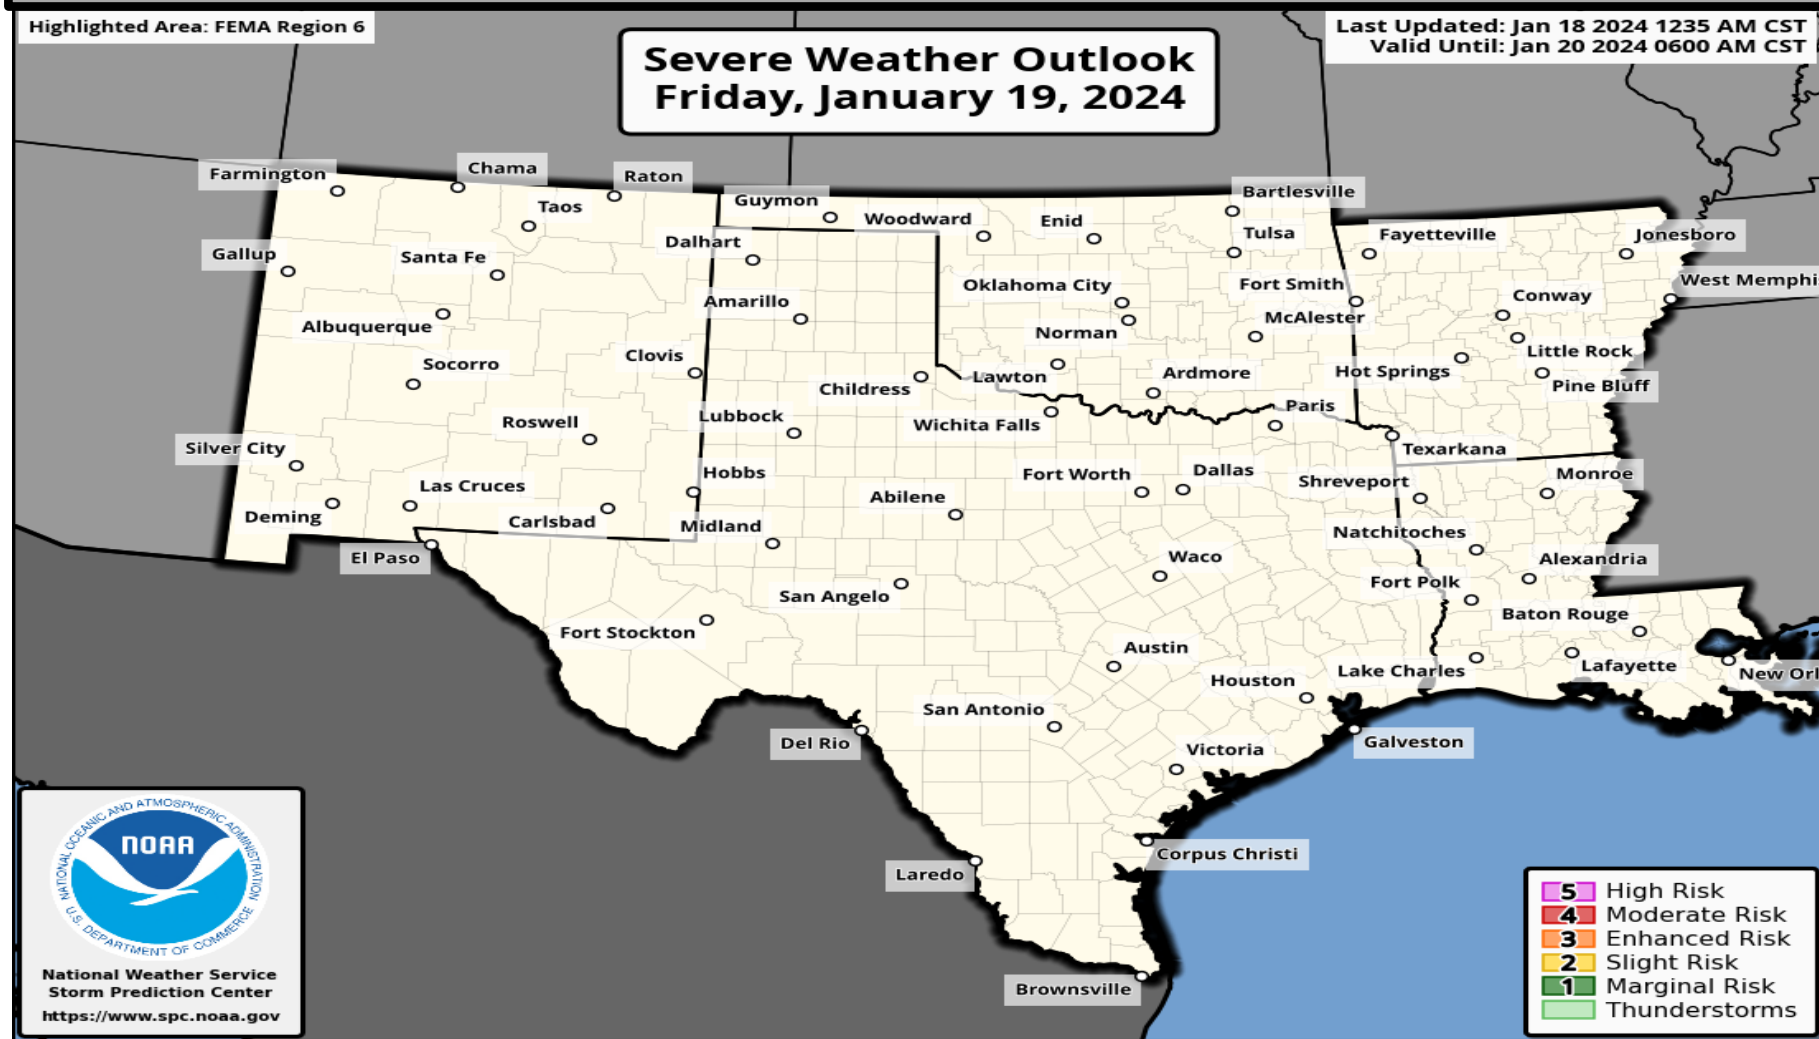 Highlighted Area: FEMA Region 6
Severe Weather Outlook
Friday, January 19, 2024
Last Updated: Jan 18 2024 1235 AM CST
Valid Until: Jan 20 2024 0600 AM CST
Farmington
Chama
Raton
Taos
Guymon
Woodward
Enid
Bartlesville
Tulsa
Fayetteville
Jonesboro
Gallup
Santa Fe
Dalhart
Oklahoma City
Fort Smith
Conway
West Memphi
Albuquerque
Amarillo
Norman
McAlester
Little Rock
Socorro
Clovis
Childress
Lawton
Ardmore
Hot Springs
Pine Bluff
Roswell
Lubbock
Wichita Falls
Paris
Texarkana
Silver City
Las Cruces
Hobbs
Abilene
Fort Worth
Dallas
Shreveport
Monroe
Deming
Carlsbad
Midland
Natchitoches
El Paso
San Angelo
Waco
Fort Polk
Alexandria
Fort Stockton
Austin
Baton Rouge
Houston
Lake Charles
Lafayette
New Orl
San Antonio
Del Rio
Victoria
Galveston
Laredo
Corpus Christi
Brownsville
NATIONAL OCEANIC AND ATMOSPHERIC ADMINISTRATION
NOAA
U.S. DEPARTMENT OF COMMERCE
National Weather Service
Storm Prediction Center
https://www.spc.noaa.gov
5 High Risk
4 Moderate Risk
3 Enhanced Risk
2 Slight Risk
1 Marginal Risk
Thunderstorms